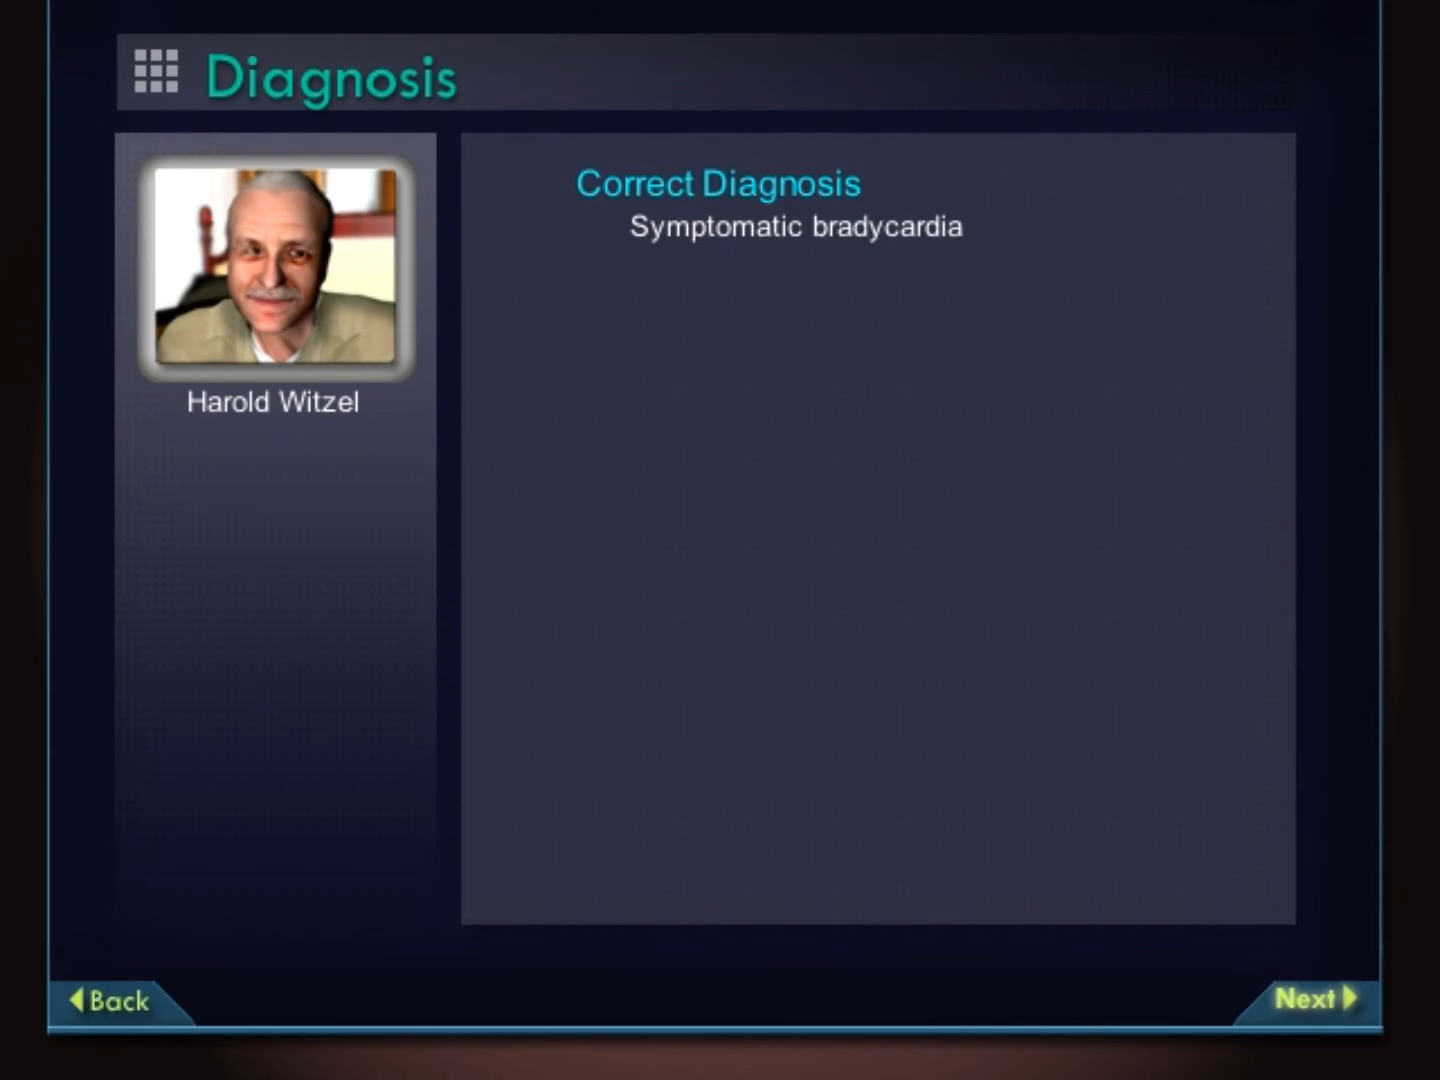 Diagnosis
Harold Witzel
Correct Diagnosis
Symptomatic bradycardia
Back
Next